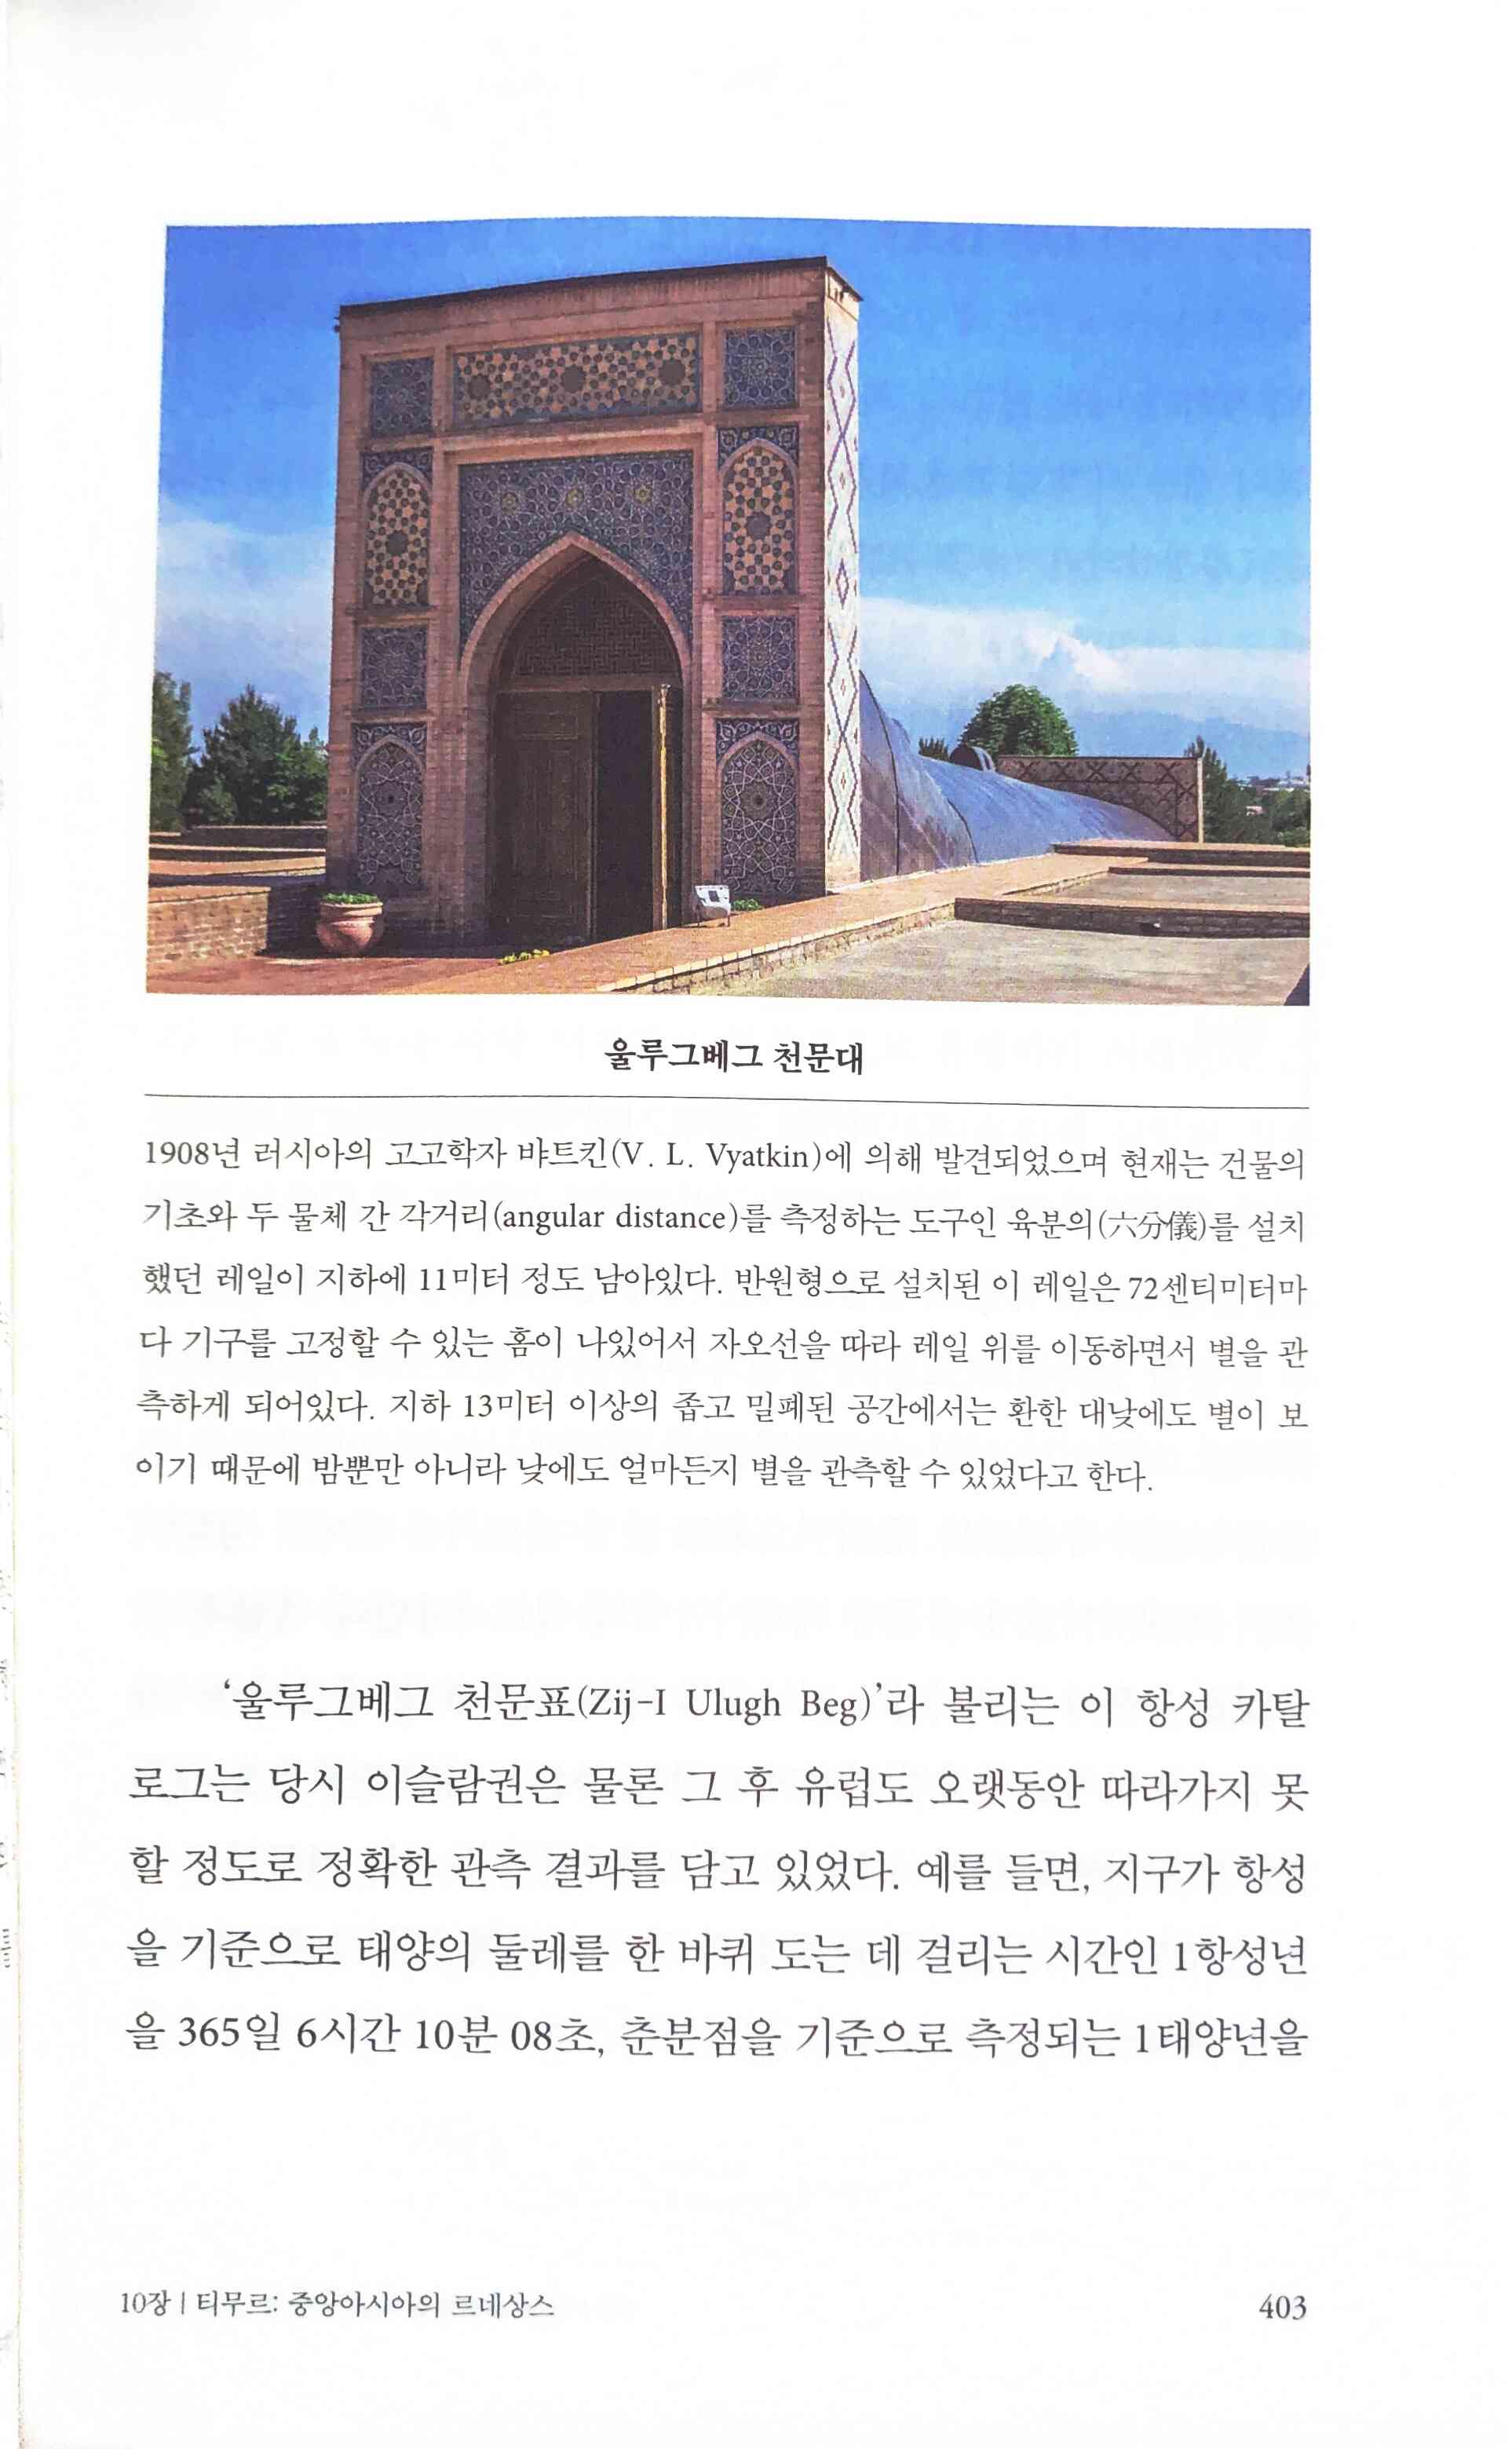 울루그베그 천문대
1908년 러시아의 고고학자 뱌트킨(V. L. Vyatkin)에 의해 발견되었으며 현재는 건물의
기초와 두 물체 간 각거리(angular distance)를 측정하는 도구인 육분의(六分儀)를 설치
했던 레일이 지하에 11미터 정도 남아있다. 반원형으로 설치된 이 레일은 72센티미터마
다 기구를 고정할 수 있는 홈이 나있어서 자오선을 따라 레일 위를 이동하면서 별을 관
측하게 되어있다. 지하 13미터 이상의 좁고 밀폐된 공간에서는 환한 대낮에도 별이 보
이기 때문에 밤뿐만 아니라 낮에도 얼마든지 별을 관측할 수 있었다고 한다.
‘울루그베그 천문표(Zij-I Ulugh Beg)’라 불리는 이 항성 카탈
로그는 당시 이슬람권은 물론 그 후 유럽도 오랫동안 따라가지 못
할 정도로 정확한 관측 결과를 담고 있었다. 예를 들면, 지구가 항성
을 기준으로 태양의 둘레를 한 바퀴 도는 데 걸리는 시간인 1항성년
을 365일 6시간 10분 08초, 춘분점을 기준으로 측정되는 1태양년을
10장 | 티무르: 중앙아시아의 르네상스
403